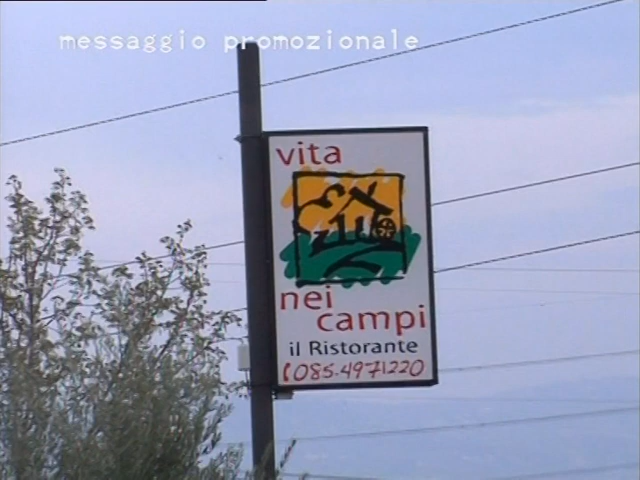 messaggio promozionale
vita
nei
campi
il Ristorante
085.4971220